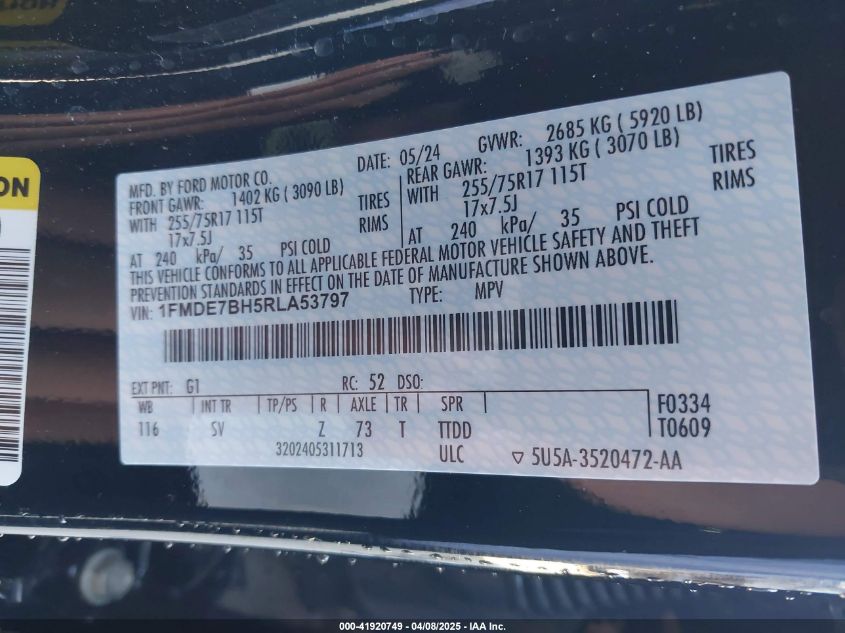 ON
MFD. BY FORD MOTOR CO.
DATE: 05/24 GVWR: 2685 KG ( 5920 LB)
FRONT GAWR: 1402 KG ( 3090 LB)
REAR GAWR: 1393 KG ( 3070 LB)
WITH 255/75R17 115T TIRES
WITH 255/75R17 115T TIRES
17x7.5J RIMS
17x7.5J RIMS
AT 240 kPa/ 35 PSI COLD
AT 240 kPa/ 35 PSI COLD
THIS VEHICLE CONFORMS TO ALL APPLICABLE FEDERAL MOTOR VEHICLE SAFETY AND THEFT
PREVENTION STANDARDS IN EFFECT ON THE DATE OF MANUFACTURE SHOWN ABOVE.
VIN: 1FMDE7BH5RLA53797 TYPE: MPV
EXT PNT: G1 RC: 52 DSO:
WB INT TR TP/PS R AXLE TR SPR F0334
116 SV Z 73 T TTDD T0609
3202405311713 ULC ▽ 5U5A-3520472-AA
000-41920749 - 04/08/2025 - IAA Inc.